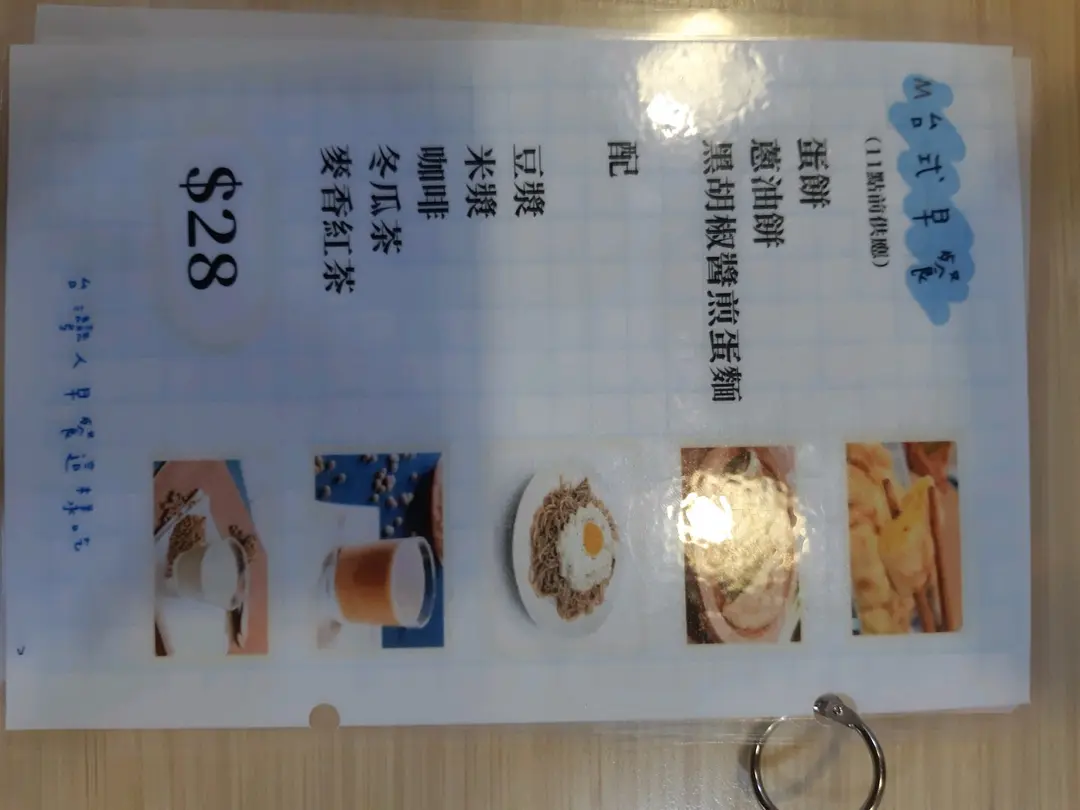 M台式早餐
(11點前供應)
蛋餅
蔥油餅
黑胡椒醬煎蛋麵
配
豆漿
米漿
咖啡
冬瓜茶
麥香紅茶
$28
台灣人早餐這樣吃